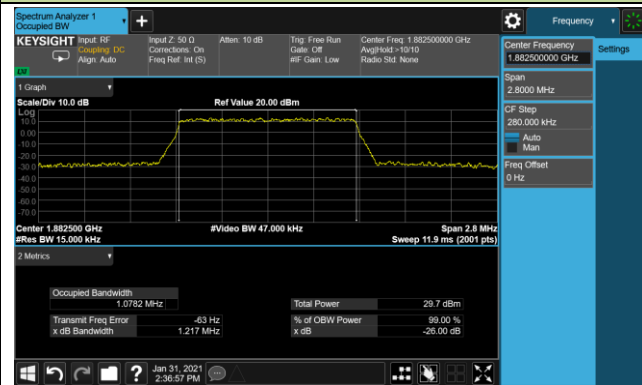 Spectrum Analyzer 1
Occupied BW
Frequency
KEYSIGHT
Input: RF
Coupling: DC
Align: Auto
Input Z: 50 Ω
Corrections: On
Freq Ref: Int (S)
Atten: 10 dB
Trig: Free Run
Gate: Off
#IF Gain: Low
Center Freq: 1.882500000 GHz
Avg|Hold:>10/10
Radio Std: None
Center Frequency
1.882500000 GHz
Settings
Span
2.8000 MHz
CF Step
280.000 kHz
Auto
Man
Freq Offset
0 Hz
1 Graph
Scale/Div 10.0 dB
Ref Value 20.00 dBm
Log
10.0
0.00
-10.0
-20.0
-30.0
-40.0
-50.0
-60.0
-70.0
Center 1.882500 GHz
#Video BW 47.000 kHz
Span 2.8 MHz
#Res BW 15.000 kHz
Sweep 11.9 ms (2001 pts)
2 Metrics
Occupied Bandwidth
1.0782 MHz
Total Power 29.7 dBm
Transmit Freq Error -63 Hz
% of OBW Power 99.00 %
x dB Bandwidth 1.217 MHz
x dB -26.00 dB
Jan 31, 2021
2:36:57 PM